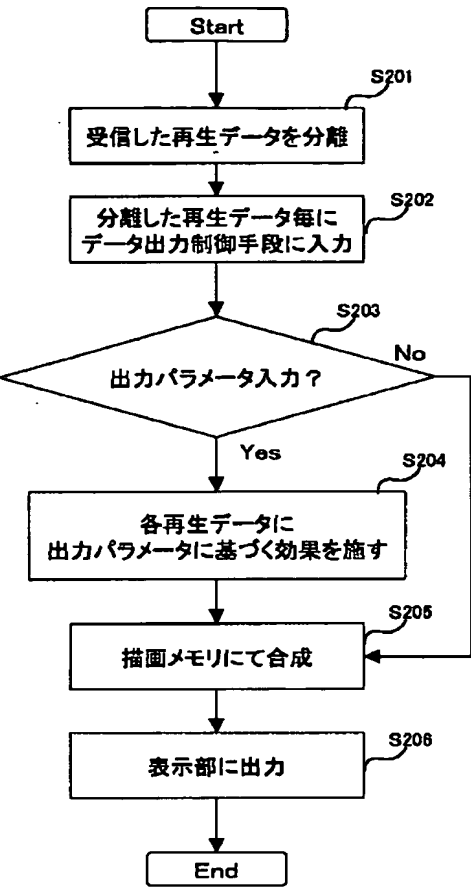 Start
S201
受信した再生データを分離
S202
分離した再生データ毎に
データ出力制御手段に入力
S203
出力パラメータ入力？
No
Yes
S204
各再生データに
出力パラメータに基づく効果を施す
S205
描画メモリにて合成
S206
表示部に出力
End